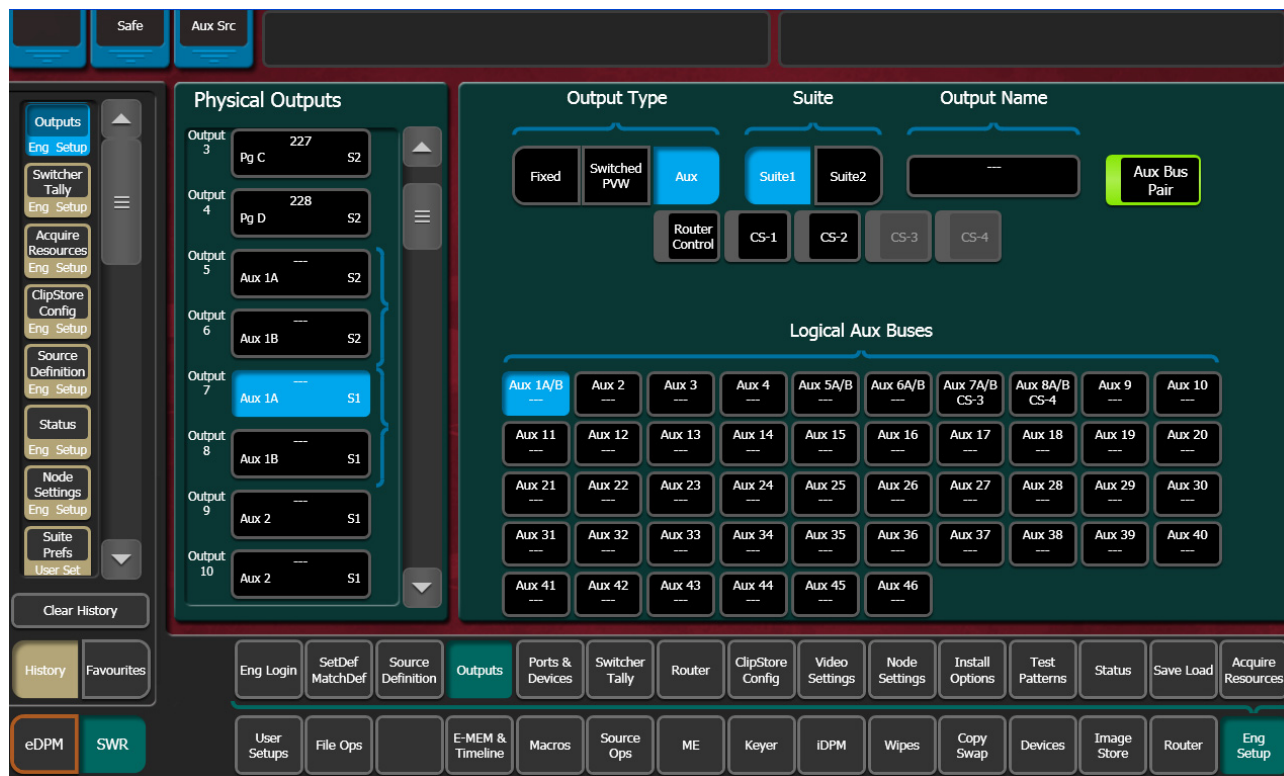 Safe
Aux Src
Outputs
Eng Setup
Switcher
Tally
Eng Setup
Acquire
Resources
Eng Setup
ClipStore
Config
Eng Setup
Source
Definition
Eng Setup
Status
Eng Setup
Node
Settings
Eng Setup
Suite
Prefs
User Set
Clear History
History
Favourites
eDPM
SWR
Physical Outputs
Output 3
227
Pg C S2
Output 4
228
Pg D S2
Output 5
---
Aux 1A S2
Output 6
---
Aux 1B S2
Output 7
---
Aux 1A S1
Output 8
---
Aux 1B S1
Output 9
---
Aux 2 S1
Output 10
---
Aux 2 S1
Output Type Suite Output Name
Fixed
Switched
PVW
Aux
Suite1
Suite2
---
Aux Bus
Pair
Router
Control
CS-1
CS-2
CS-3
CS-4
Logical Aux Buses
Aux 1A/B Aux 2 Aux 3 Aux 4 Aux 5A/B Aux 6A/B Aux 7A/B Aux 8A/B Aux 9 Aux 10
--- --- --- --- --- --- CS-3 CS-4 --- ---
Aux 11 Aux 12 Aux 13 Aux 14 Aux 15 Aux 16 Aux 17 Aux 18 Aux 19 Aux 20
--- --- --- --- --- --- --- --- --- ---
Aux 21 Aux 22 Aux 23 Aux 24 Aux 25 Aux 26 Aux 27 Aux 28 Aux 29 Aux 30
--- --- --- --- --- --- --- --- --- ---
Aux 31 Aux 32 Aux 33 Aux 34 Aux 35 Aux 36 Aux 37 Aux 38 Aux 39 Aux 40
--- --- --- --- --- --- --- --- --- ---
Aux 41 Aux 42 Aux 43 Aux 44 Aux 45 Aux 46
--- --- --- --- --- ---
Eng Login
SetDef
MatchDef
Source
Definition
Outputs
Ports &
Devices
Switcher
Tally
Router
ClipStore
Config
Video
Settings
Node
Settings
Install
Options
Test
Patterns
Status
Save Load
Acquire
Resources
User
Setups
File Ops
E-MEM &
Timeline
Macros
Source
Ops
ME
Keyer
iDPM
Wipes
Copy
Swap
Devices
Image
Store
Router
Eng
Setup